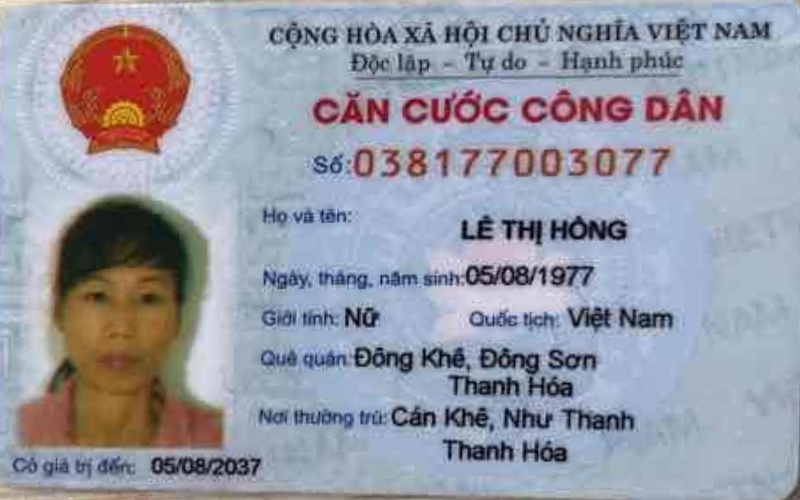 CỘNG HÒA XÃ HỘI CHỦ NGHĨA VIỆT NAM
Độc lập - Tự do - Hạnh phúc
CĂN CƯỚC CÔNG DÂN
Số: 038177003077
Họ và tên:
LÊ THỊ HỒNG
Ngày, tháng, năm sinh: 05/08/1977
Giới tính: Nữ Quốc tịch: Việt Nam
Quê quán: Đông Khê, Đông Sơn
Thanh Hóa
Nơi thường trú: Cán Khê, Như Thanh
Thanh Hóa
Có giá trị đến: 05/08/2037